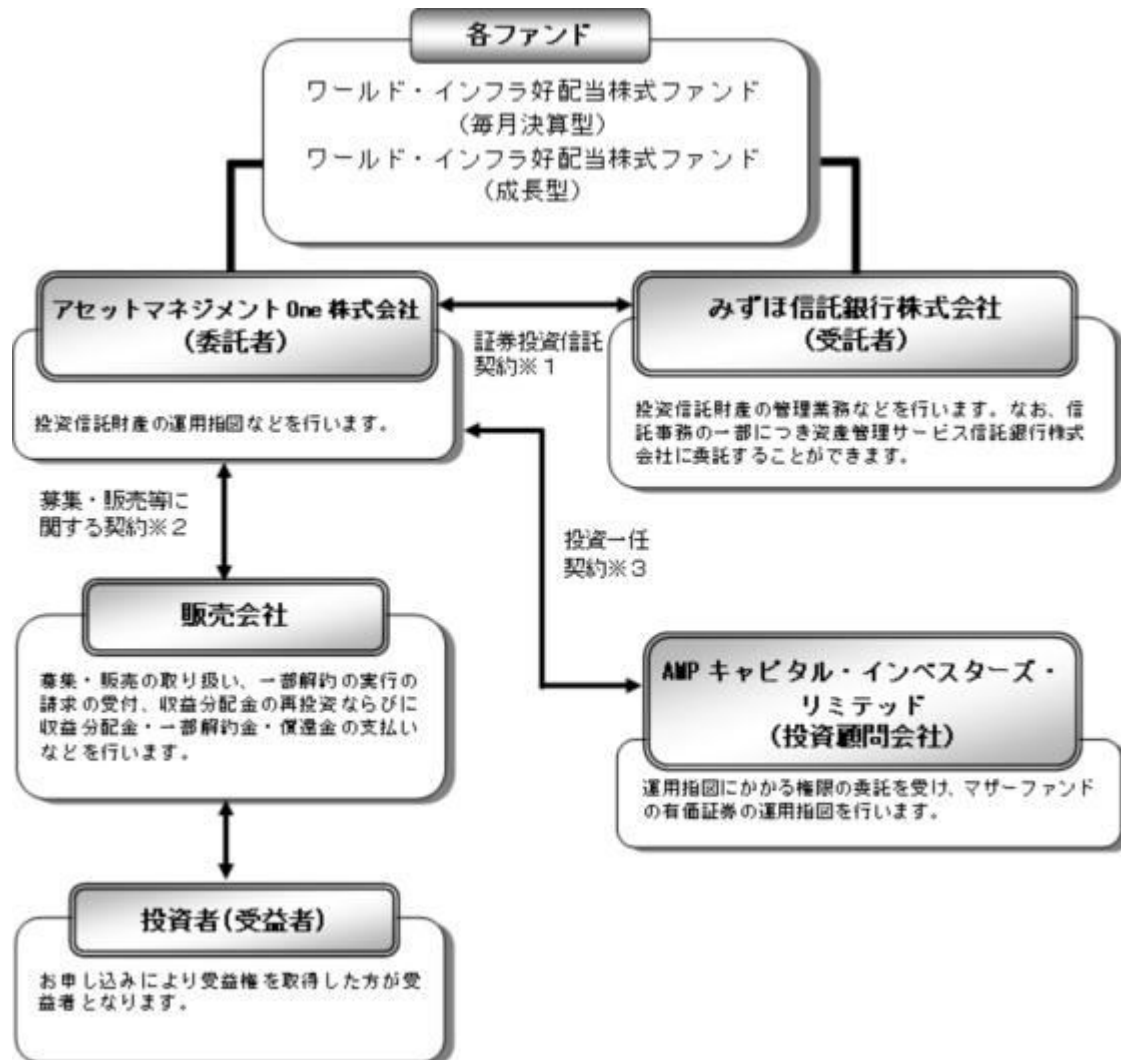 各ファンド
ワールド・インフラ好配当株式ファンド
(毎月決算型)
ワールド・インフラ好配当株式ファンド
(成長型)
アセットマネジメントOne株式会社
(委託者)
投資信託財産の運用指図などを行います。
証券投資信託
契約※1
みずほ信託銀行株式会社
(受託者)
投資信託財産の管理業務などを行います。なお、信
託事務の一部につき資産管理サービス信託銀行株式
会社に委託することができます。
募集・販売等に
関する契約※2
投資一任
契約※3
販売会社
募集・販売の取り扱い、一部解約の実行の
請求の受付、収益分配金の再投資ならびに
収益分配金・一部解約金・償還金の支払い
などを行います。
AMPキャピタル・インベスターズ・
リミテッド
(投資顧問会社)
運用指図にかかる権限の委託を受け、マザーファンド
の有価証券の運用指図を行います。
投資者(受益者)
お申し込みにより受益権を取得した方が受
益者となります。